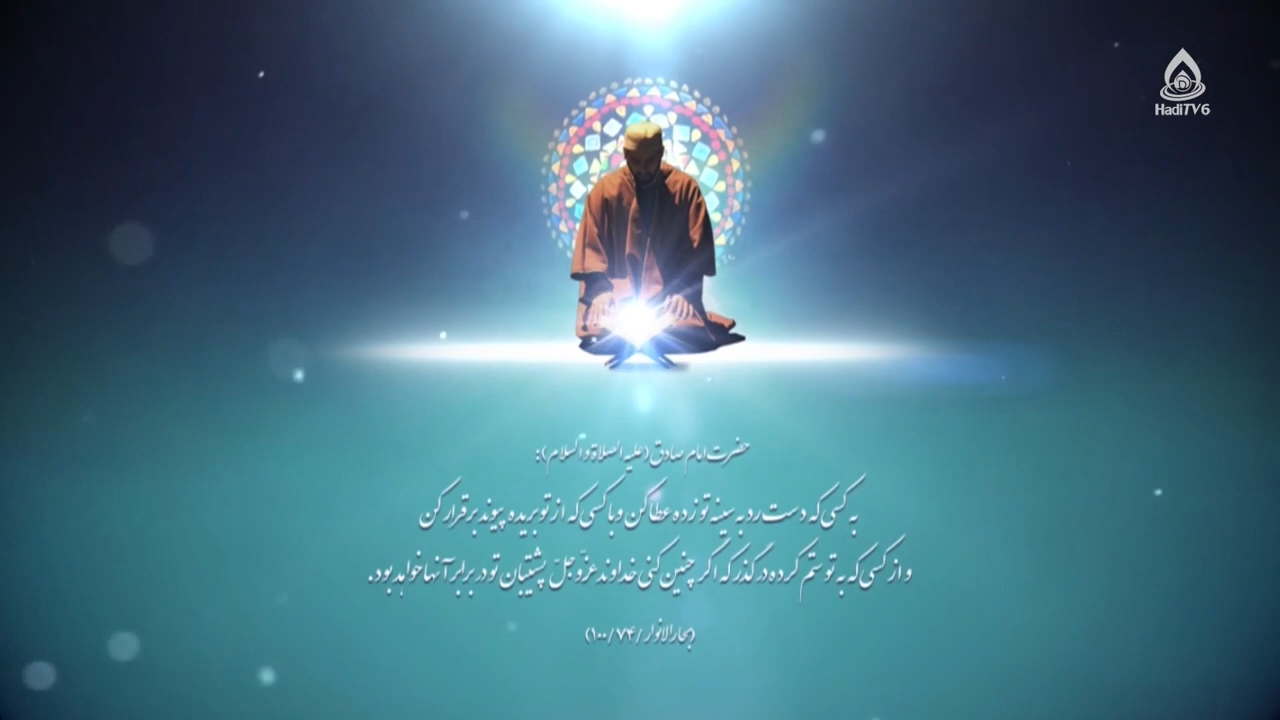 HadiTV6
حضرت امام صادق (علیه الصلاة و السلام):
به کسی که دست رد به سینه تو زده عطا کن و با کسی که از تو بریده پیوند برقرار کن
و از کسی که به تو ستم کرده درگذر که اگر چنین کنی خداوند عزّوجلّ پشتیبان تو در برابر آنها خواهد بود.
(بحارالانوار /۷۴/ ۱۰۰)